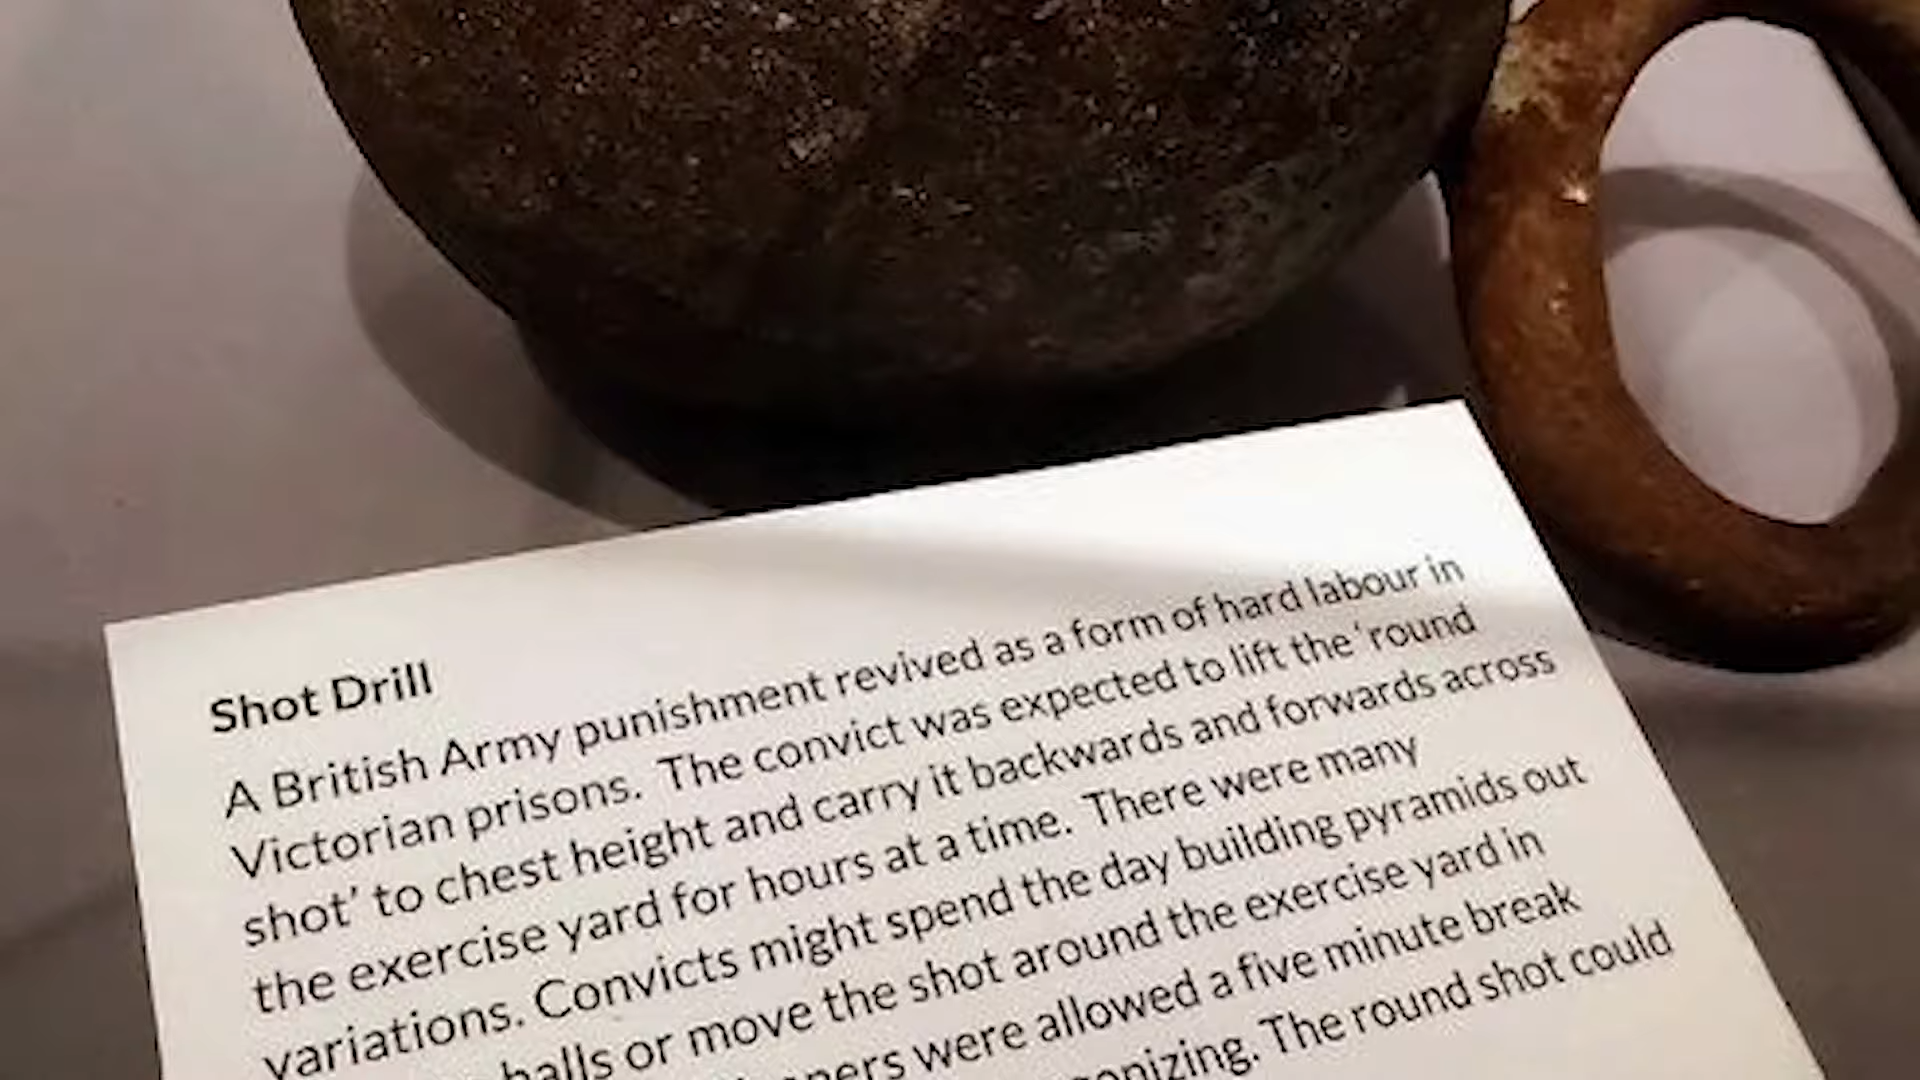 Shot Drill
A British Army punishment revived as a form of hard labour in
Victorian prisons. The convict was expected to lift the 'round
shot' to chest height and carry it backwards and forwards across
the exercise yard for hours at a time. There were many
variations. Convicts might spend the day building pyramids out
balls or move the shot around the exercise yard in
were allowed a five minute break
The round shot could